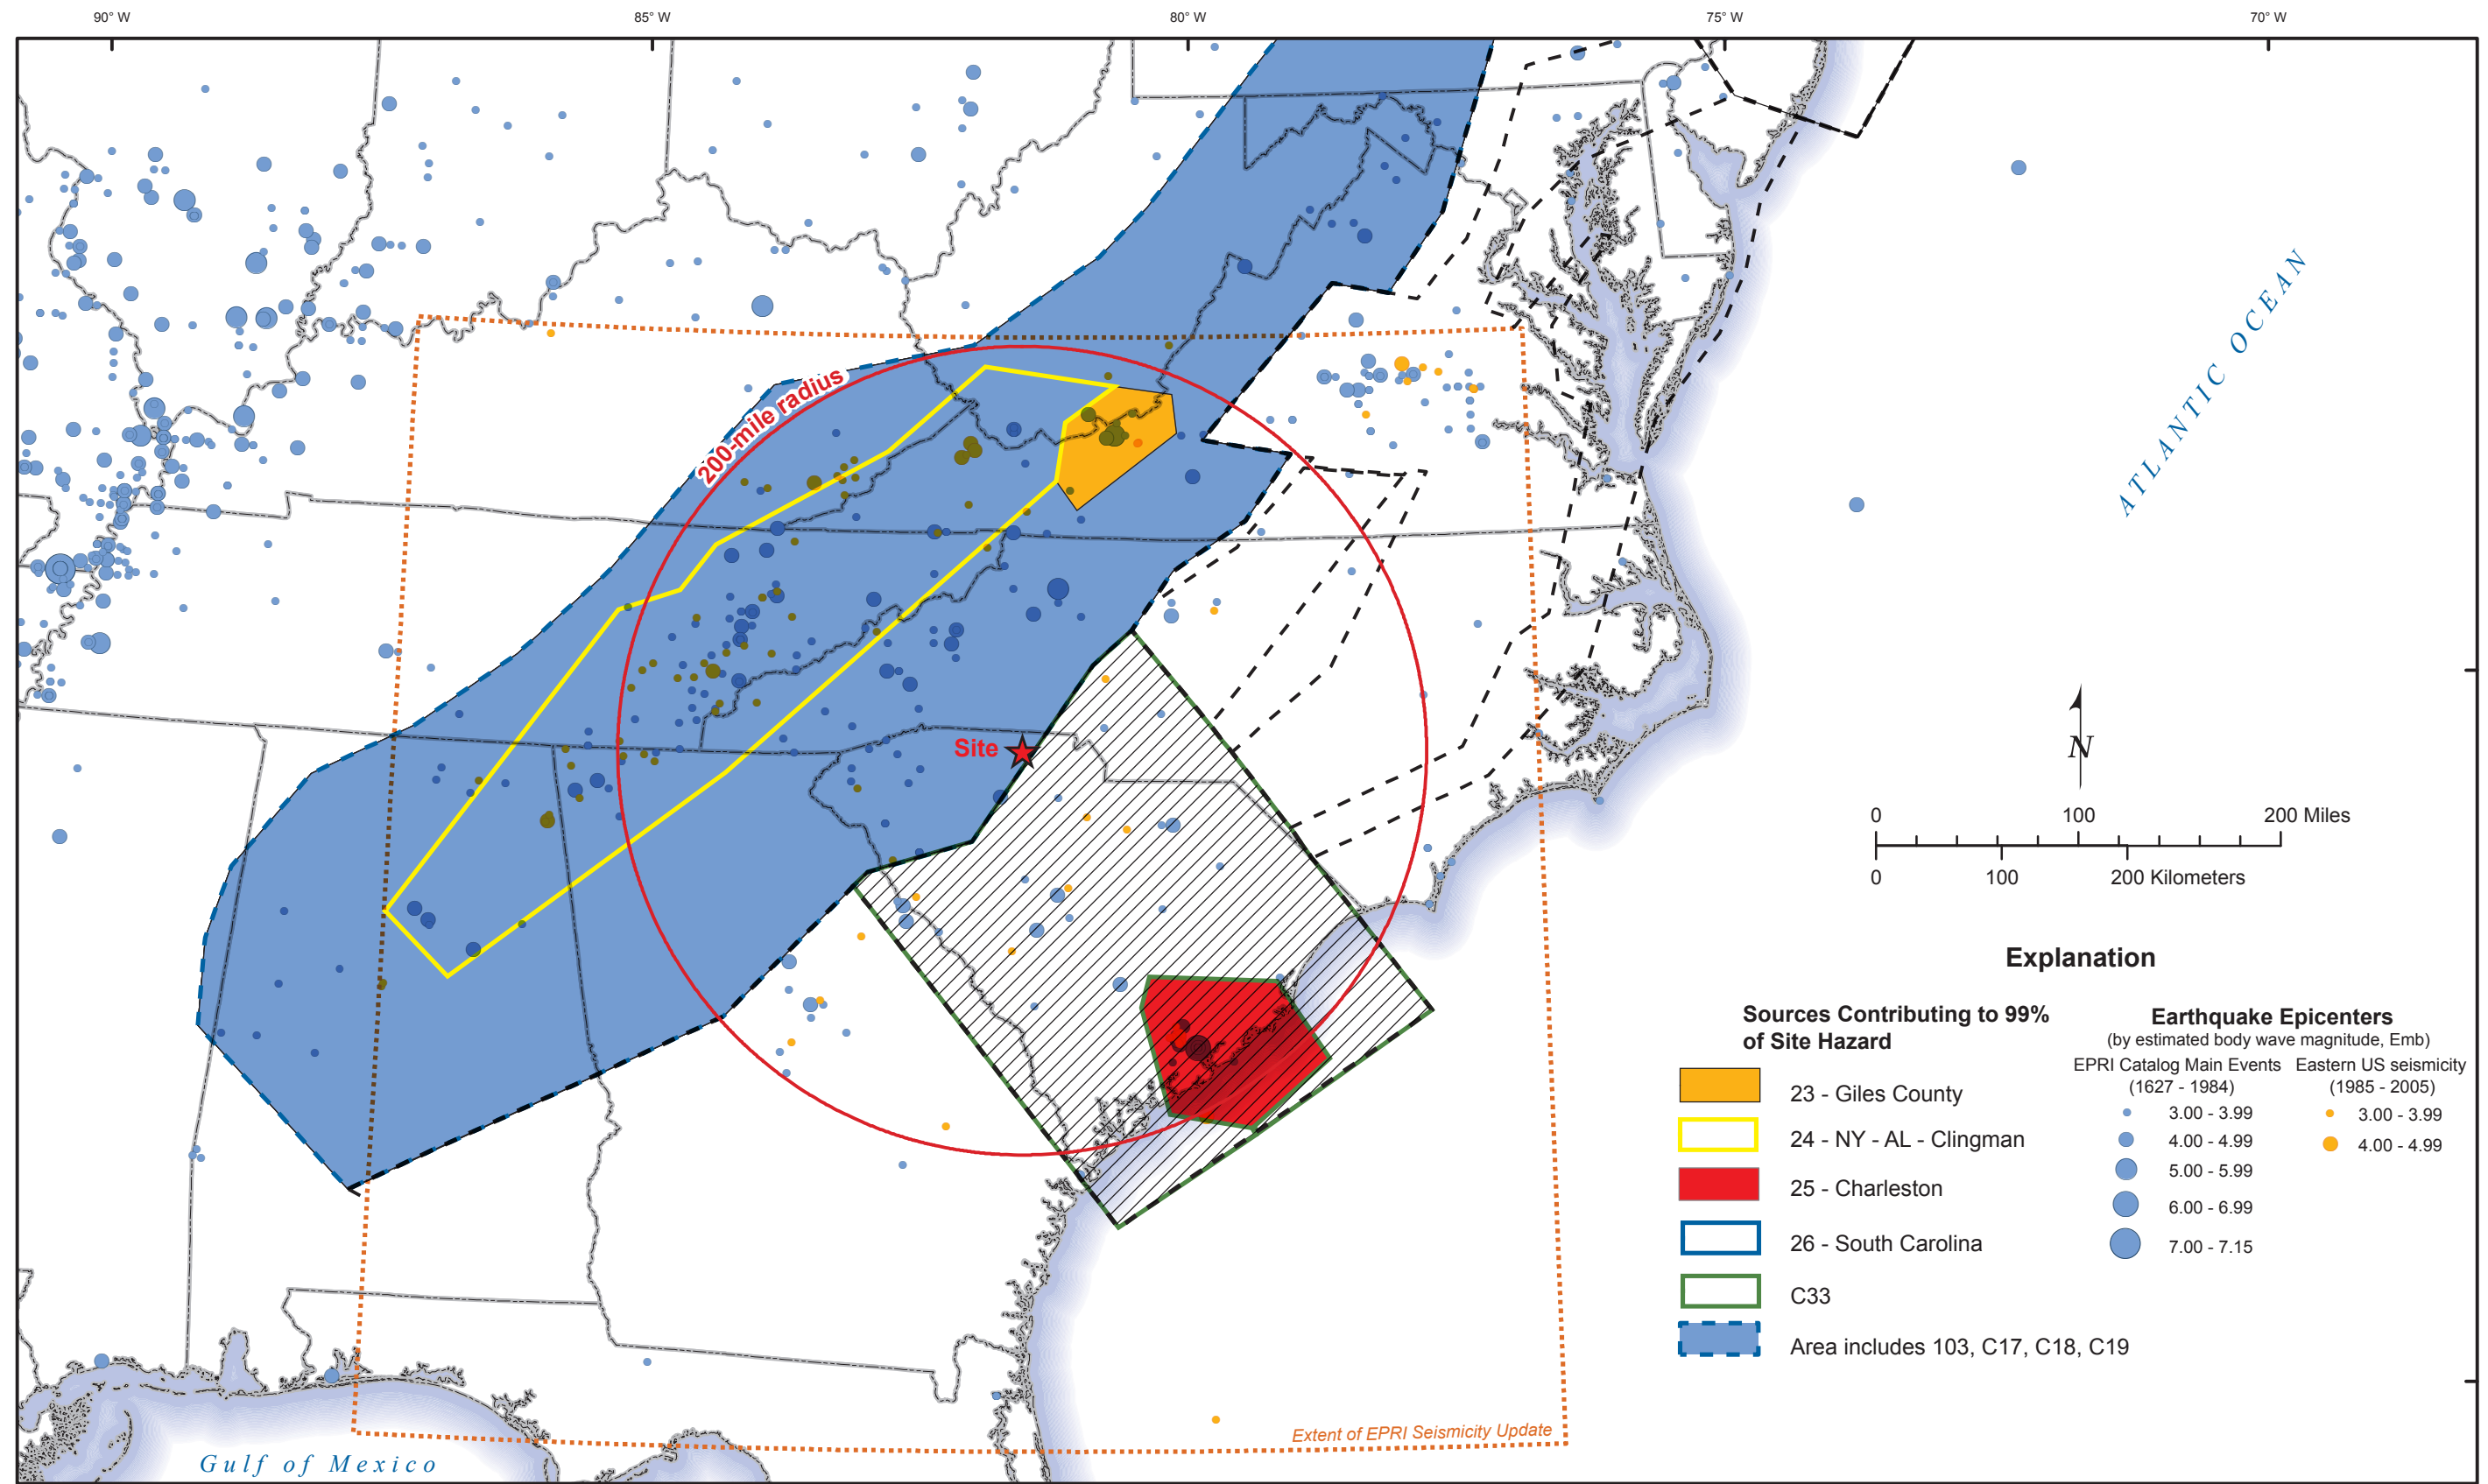 90° W
85° W
80° W
75° W
70° W
ATLANTIC OCEAN
200-mile radius
Site
N
0 100 200 Miles
0 100 200 Kilometers
Explanation
Sources Contributing to 99%
of Site Hazard
23 - Giles County
24 - NY - AL - Clingman
25 - Charleston
26 - South Carolina
C33
Area includes 103, C17, C18, C19
Earthquake Epicenters
(by estimated body wave magnitude, Emb)
EPRI Catalog Main Events
(1627 - 1984)
3.00 - 3.99
4.00 - 4.99
5.00 - 5.99
6.00 - 6.99
7.00 - 7.15
Eastern US seismicity
(1985 - 2005)
3.00 - 3.99
4.00 - 4.99
Extent of EPRI Seismicity Update
Gulf of Mexico